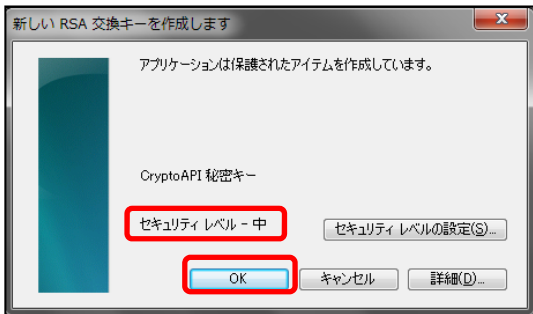 新しい RSA 交換キーを作成します
アプリケーションは保護されたアイテムを作成しています。
CryptoAPI 秘密キー
セキュリティ レベル - 中
セキュリティ レベルの設定(S)...
OK
キャンセル
詳細(D)...